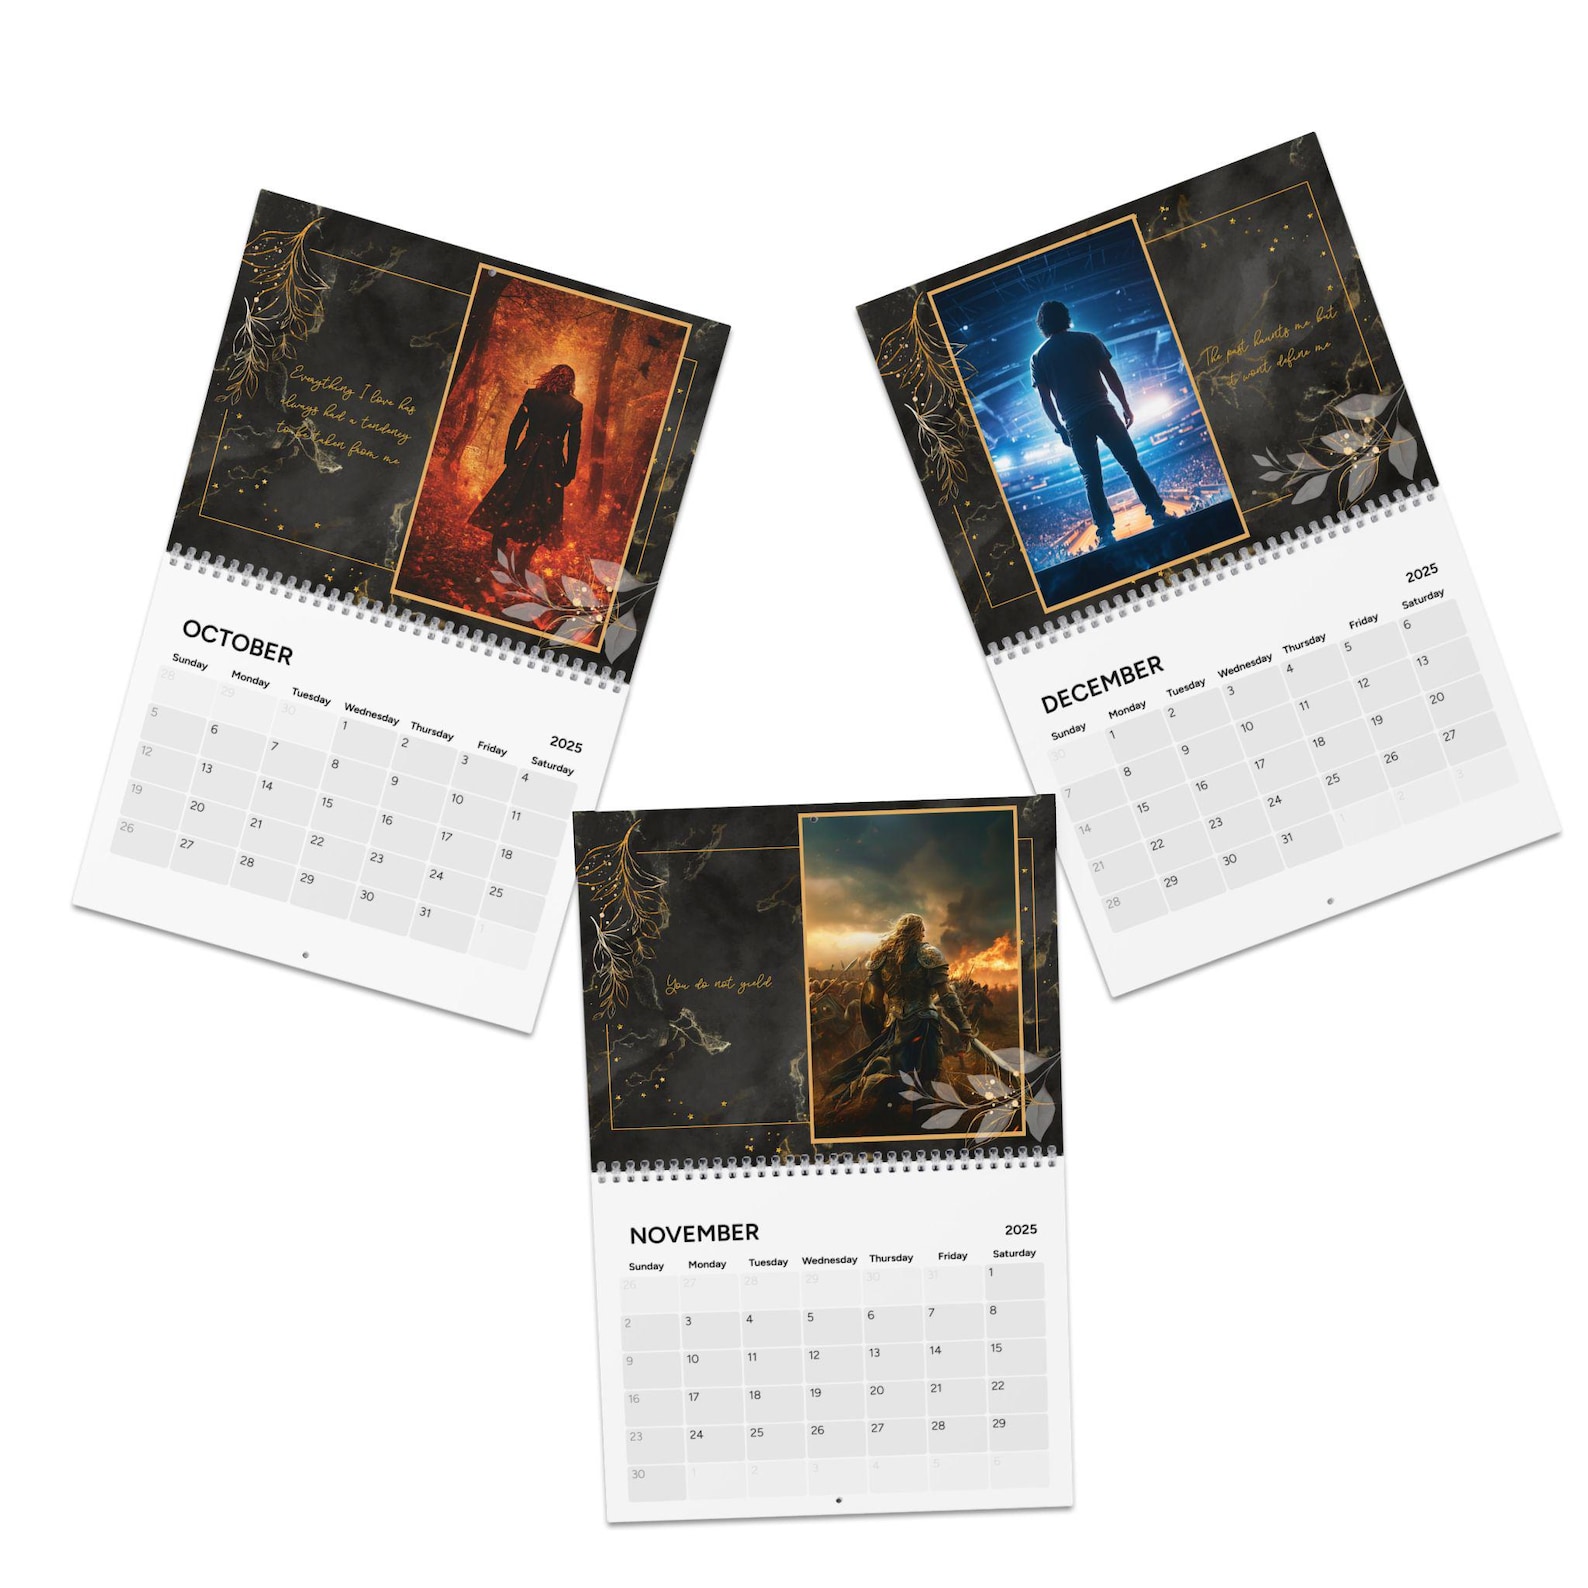 Everything I love has
always had a tendency
to be taken from me
OCTOBER
2025
Sunday Monday Tuesday Wednesday Thursday Friday Saturday
28 29 30 1 2 3 4
5 6 7 8 9 10 11
12 13 14 15 16 17 18
19 20 21 22 23 24 25
26 27 28 29 30 31 1
The past haunts me, but
it wont define me
DECEMBER
2025
Sunday Monday Tuesday Wednesday Thursday Friday Saturday
30 1 2 3 4 5 6
7 8 9 10 11 12 13
14 15 16 17 18 19 20
21 22 23 24 25 26 27
28 29 30 31 1 2 3
You do not yield
NOVEMBER
2025
Sunday Monday Tuesday Wednesday Thursday Friday Saturday
26 27 28 29 30 31 1
2 3 4 5 6 7 8
9 10 11 12 13 14 15
16 17 18 19 20 21 22
23 24 25 26 27 28 29
30 1 2 3 4 5 6